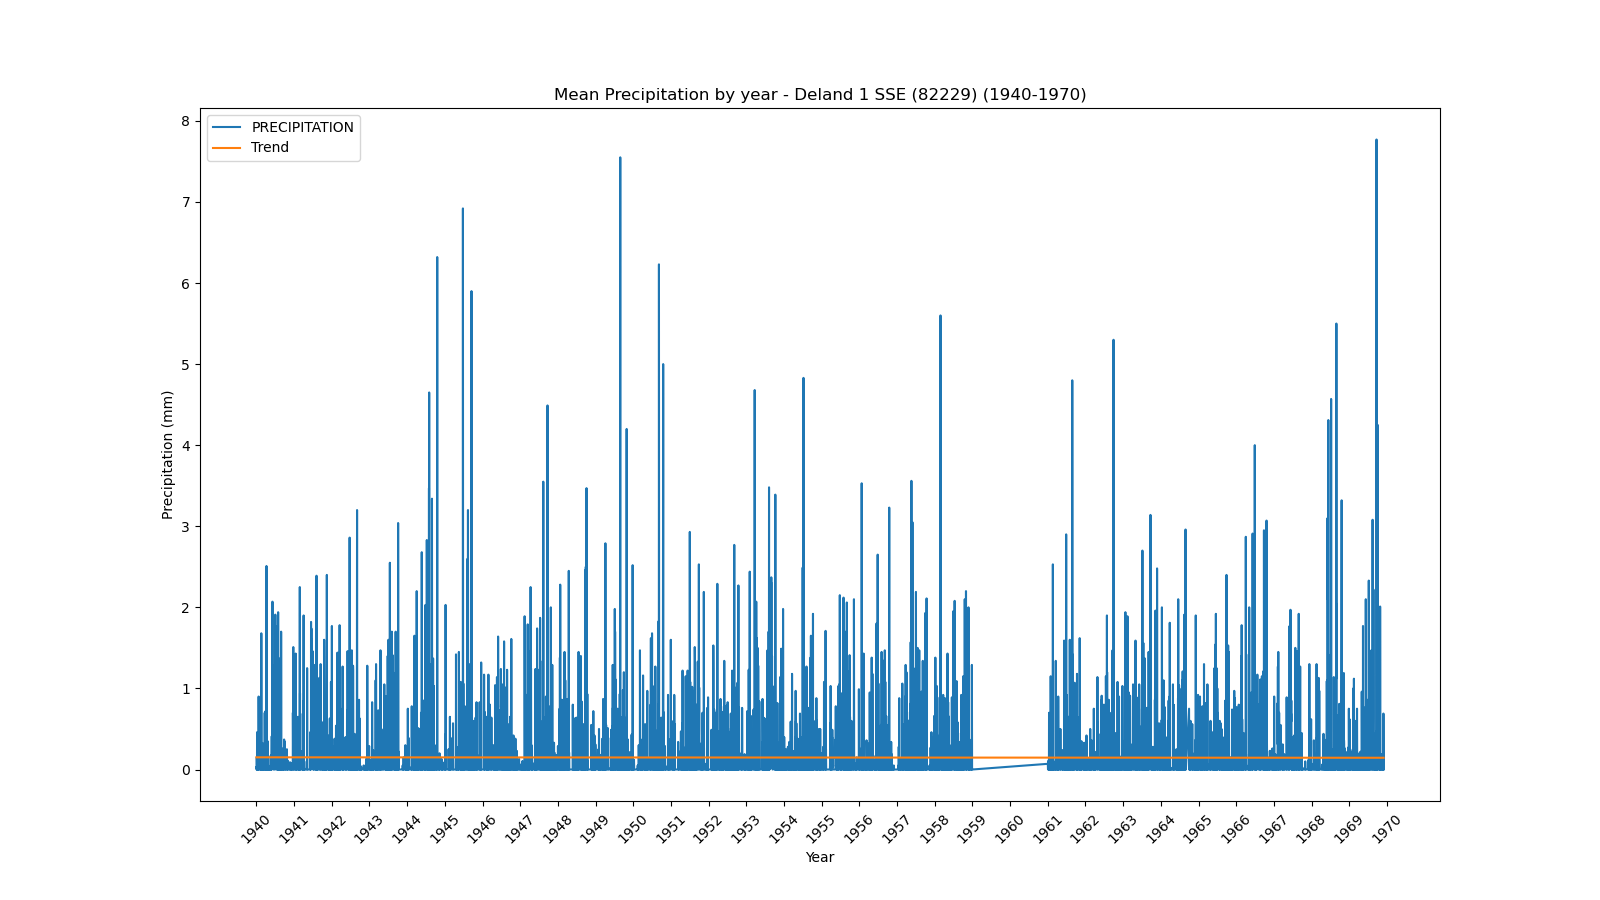 Mean Precipitation by year - Deland 1 SSE (82229) (1940-1970)
PRECIPITATION
Trend
8
7
6
5
4
3
2
1
0
Precipitation (mm)
1940 1941 1942 1943 1944 1945 1946 1947 1948 1949 1950 1951 1952 1953 1954 1955 1956 1957 1958 1959 1960 1961 1962 1963 1964 1965 1966 1967 1968 1969 1970
Year